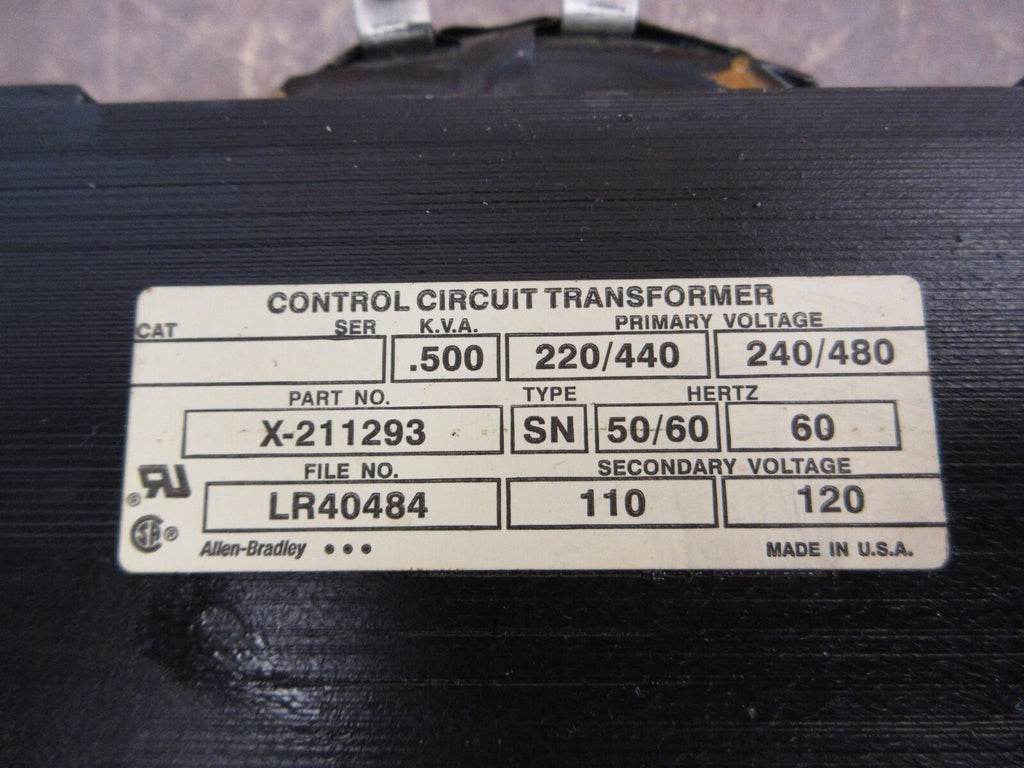 CONTROL CIRCUIT TRANSFORMER
CAT SER K.V.A. PRIMARY VOLTAGE
.500 220/440 240/480
PART NO. TYPE HERTZ
X-211293 SN 50/60 60
FILE NO. SECONDARY VOLTAGE
LR40484 110 120
Allen-Bradley MADE IN U.S.A.